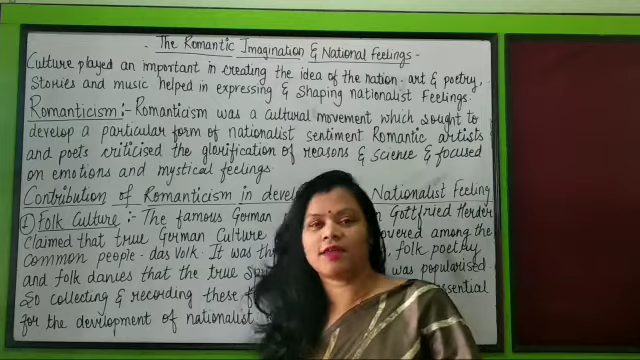 - The Romantic Imagination & National Feelings -
Culture played an important in creating the idea of the nation. art & poetry,
Stories and music helped in expressing & Shaping nationalist Feelings.
Romanticism :- Romanticism was a cultural movement which sought to
develop a particular form of nationalist sentiment Romantic artists
and poets criticised the glorification of reasons & science & focused
on emotions and mystical feelings.
Contribution of Romanticism in Nationalist Feeling
1) Folk Culture :- The famous German Gottfried Herder
claimed that true German Culture among the
common people - das volk. It was folk poetry
and folk dances that the true was popularised
So collecting & recording these essential
for the development of nationalist